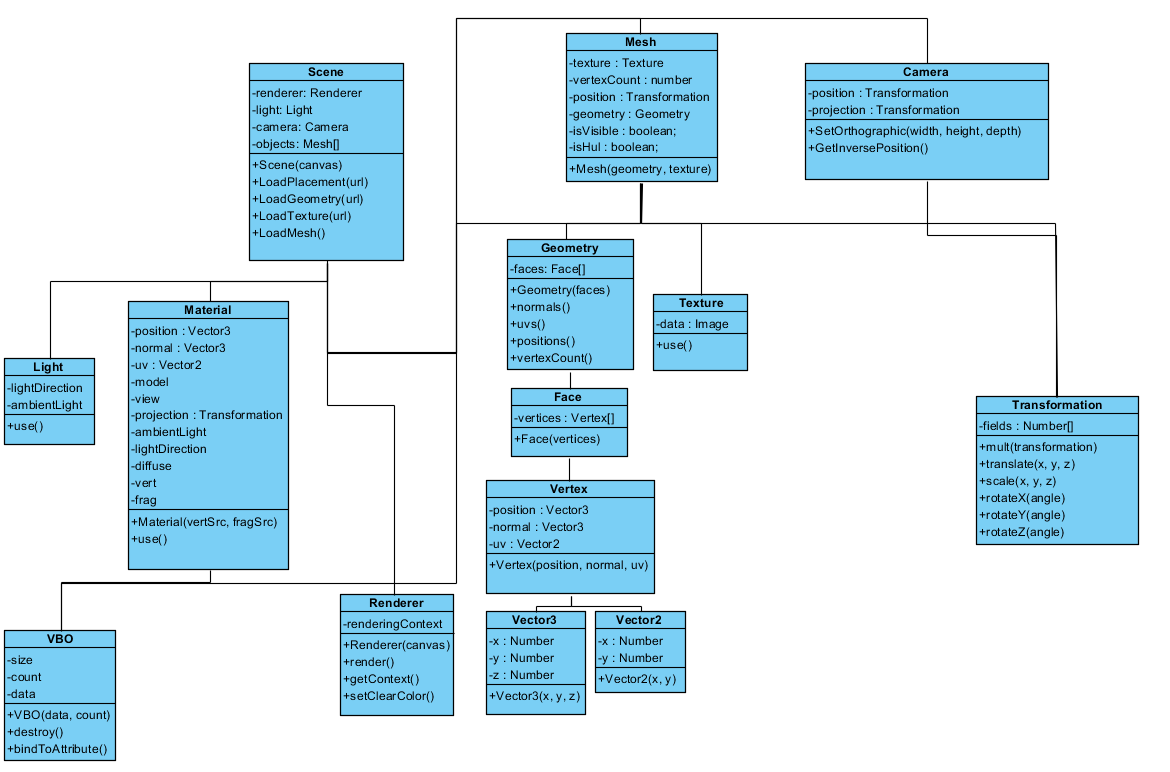 Scene
-renderer: Renderer
-light: Light
-camera: Camera
-objects: Mesh[]
+Scene(canvas)
+LoadPlacement(url)
+LoadGeometry(url)
+LoadTexture(url)
+LoadMesh()
Mesh
-texture : Texture
-vertexCount : number
-position : Transformation
-geometry : Geometry
-isVisible : boolean;
-isHul : boolean;
+Mesh(geometry, texture)
Camera
-position : Transformation
-projection : Transformation
+SetOrthographic(width, height, depth)
+GetInversePosition()
Light
-lightDirection
-ambientLight
+use()
Material
-position : Vector3
-normal : Vector3
-uv : Vector2
-model
-view
-projection : Transformation
-ambientLight
-lightDirection
-diffuse
-vert
-frag
+Material(vertSrc, fragSrc)
+use()
Geometry
-faces: Face[]
+Geometry(faces)
+normals()
+uvs()
+positions()
+vertexCount()
Texture
-data : Image
+use()
Face
-vertices : Vertex[]
+Face(vertices)
Transformation
-fields : Number[]
+mult(transformation)
+translate(x, y, z)
+scale(x, y, z)
+rotateX(angle)
+rotateY(angle)
+rotateZ(angle)
Vertex
-position : Vector3
-normal : Vector3
-uv : Vector2
+Vertex(position, normal, uv)
VBO
-size
-count
-data
+VBO(data, count)
+destroy()
+bindToAttribute()
Renderer
-renderingContext
+Renderer(canvas)
+render()
+getContext()
+setClearColor()
Vector3
-x : Number
-y : Number
-z : Number
+Vector3(x, y, z)
Vector2
-x : Number
-y : Number
+Vector2(x, y)